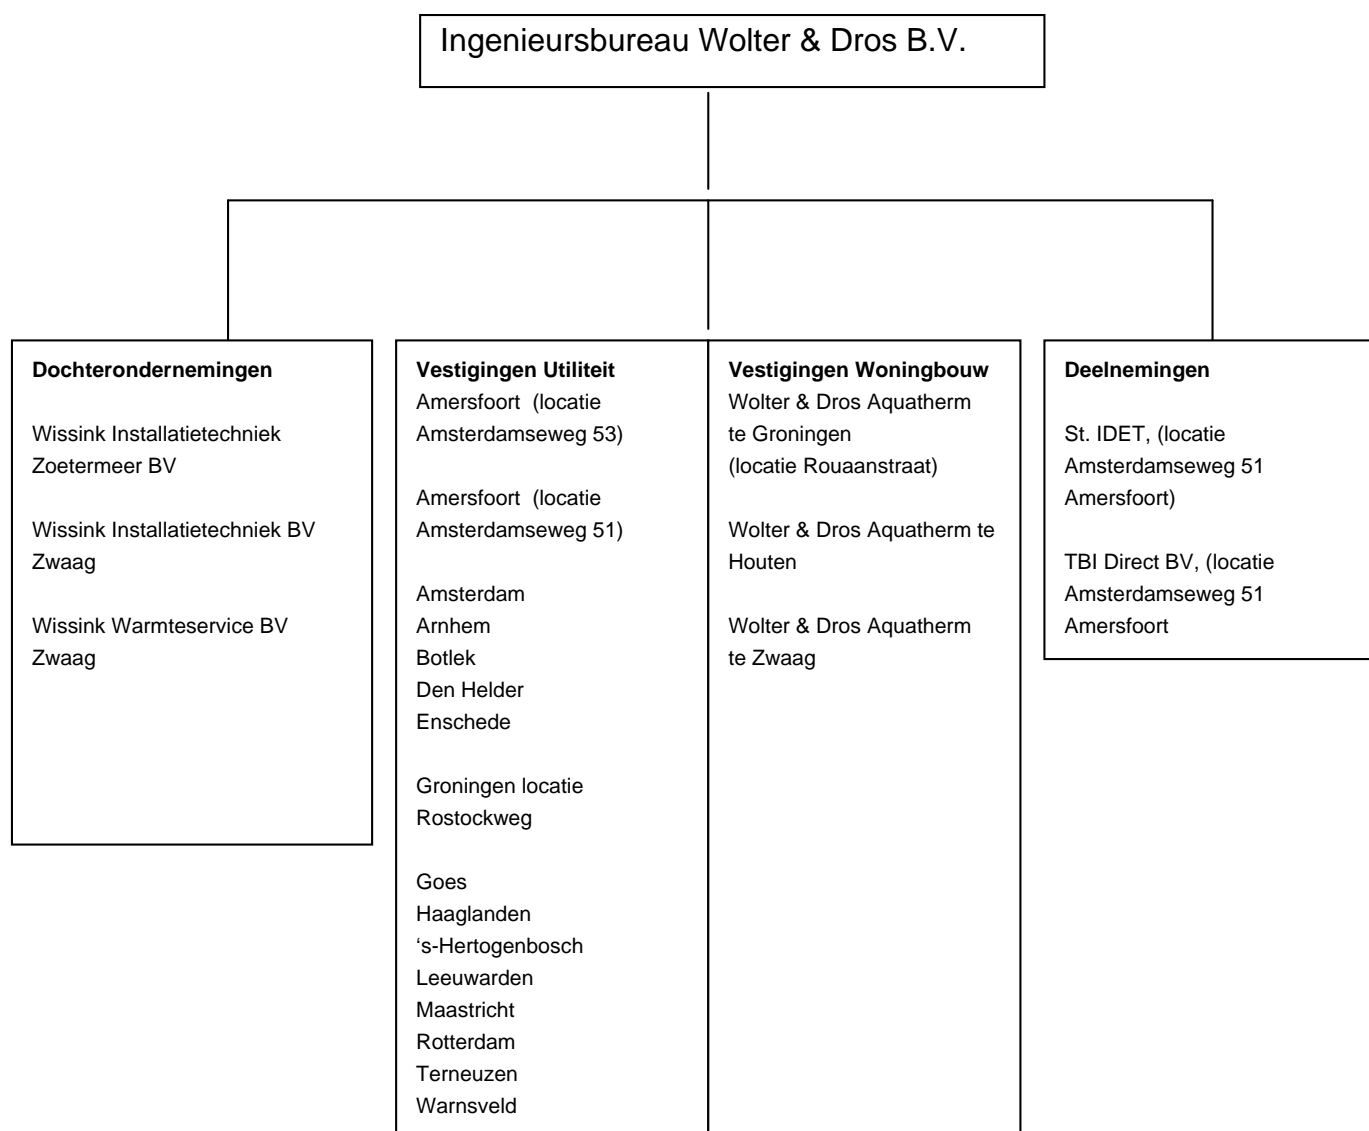 Ingenieursbureau Wolter & Dros B.V.
Dochterondernemingen
Wissink Installatietechniek
Zoetermeer BV
Wissink Installatietechniek BV
Zwaag
Wissink Warmteservice BV
Zwaag
Vestigingen Utiliteit
Amersfoort (locatie
Amsterdamseweg 53)
Amersfoort (locatie
Amsterdamseweg 51)
Amsterdam
Arnhem
Botlek
Den Helder
Enschede
Groningen locatie
Rostockweg
Goes
Haaglanden
‘s-Hertogenbosch
Leeuwarden
Maastricht
Rotterdam
Terneuzen
Warnsveld
Vestigingen Woningbouw
Wolter & Dros Aquatherm
te Groningen
(locatie Rouaanstraat)
Wolter & Dros Aquatherm te
Houten
Wolter & Dros Aquatherm
te Zwaag
Deelnemingen
St. IDET, (locatie
Amsterdamseweg 51
Amersfoort)
TBI Direct BV, (locatie
Amsterdamseweg 51
Amersfoort